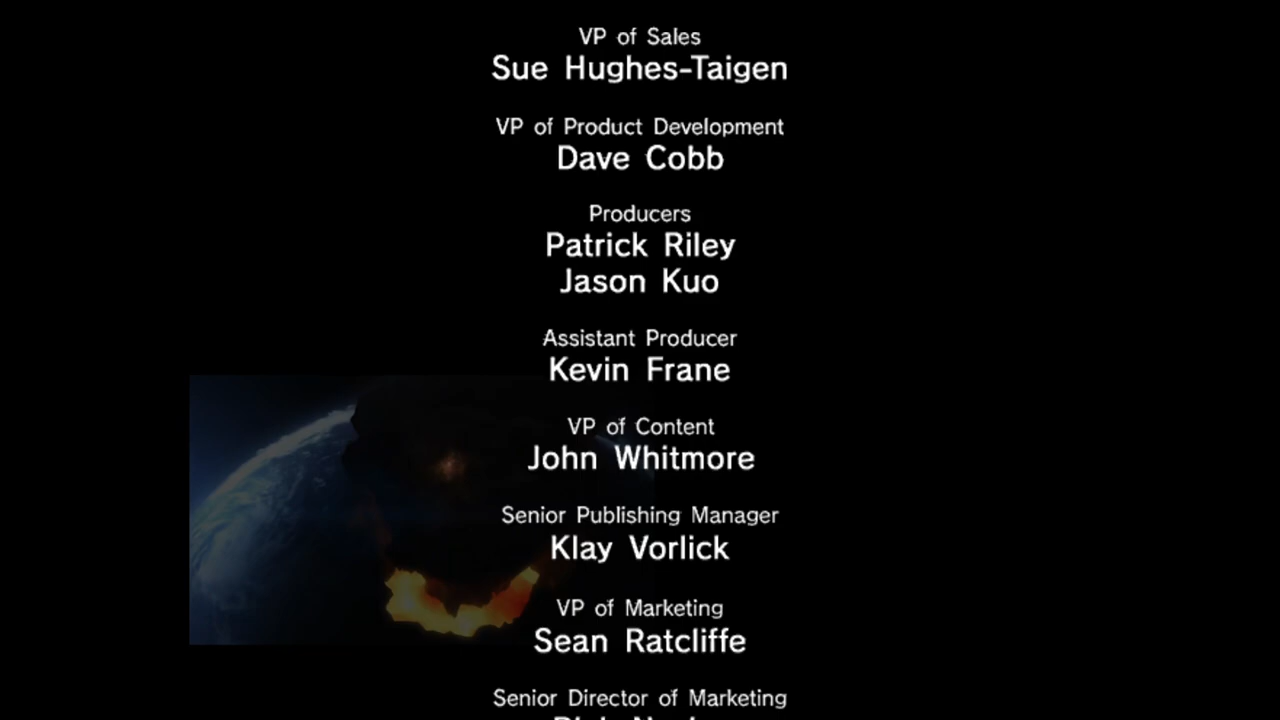 VP of Sales
Sue Hughes-Taigen
VP of Product Development
Dave Cobb
Producers
Patrick Riley
Jason Kuo
Assistant Producer
Kevin Frane
VP of Content
John Whitmore
Senior Publishing Manager
Klay Vorlick
VP of Marketing
Sean Ratcliffe
Senior Director of Marketing